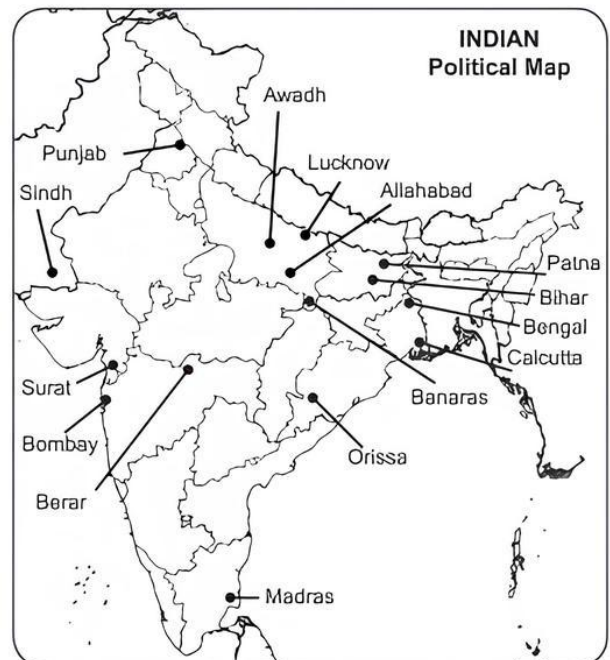 INDIAN
Political Map
Awadh
Punjab
Lucknow
Sindh
Allahabad
Patna
Bihar
Bengal
Calcutta
Surat
Banaras
Bombay
Orissa
Berar
Madras